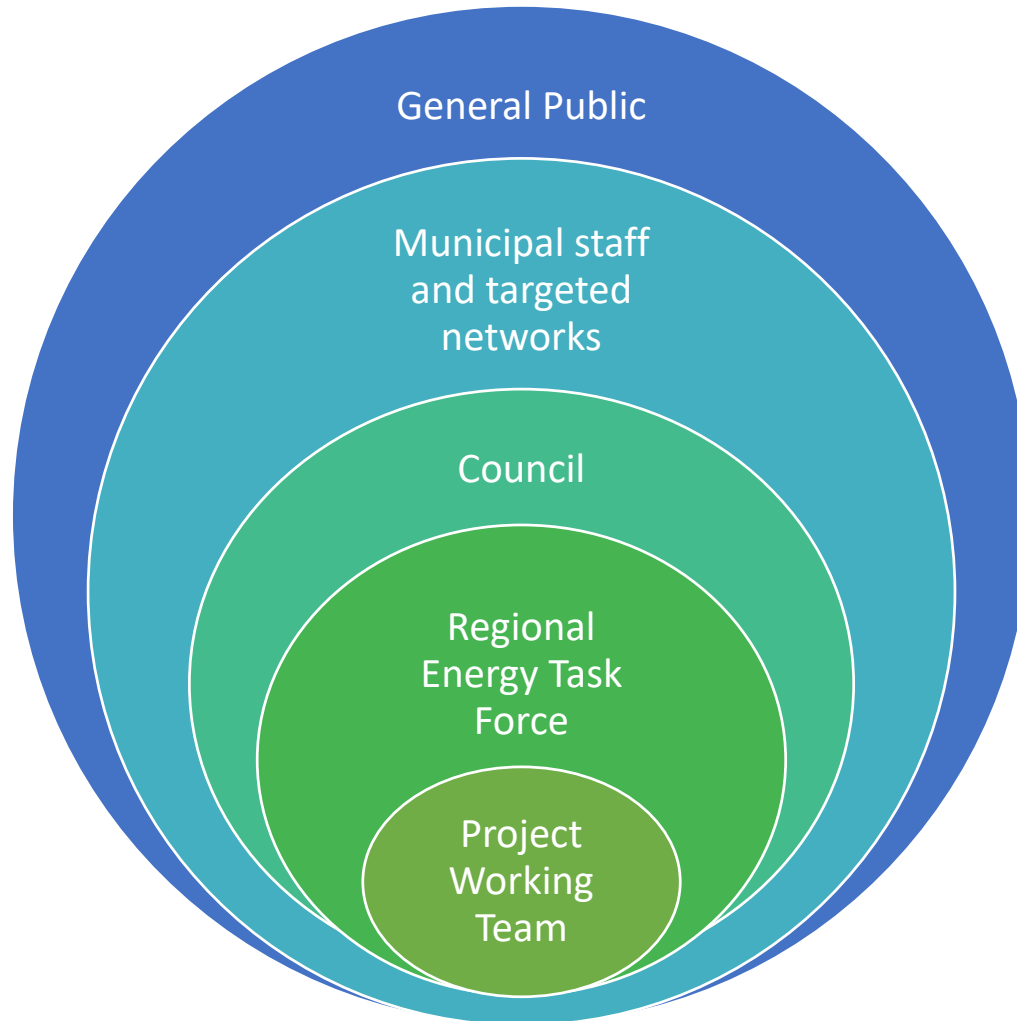 General Public
Municipal staff
and targeted
networks
Council
Regional
Energy Task
Force
Project
Working
Team